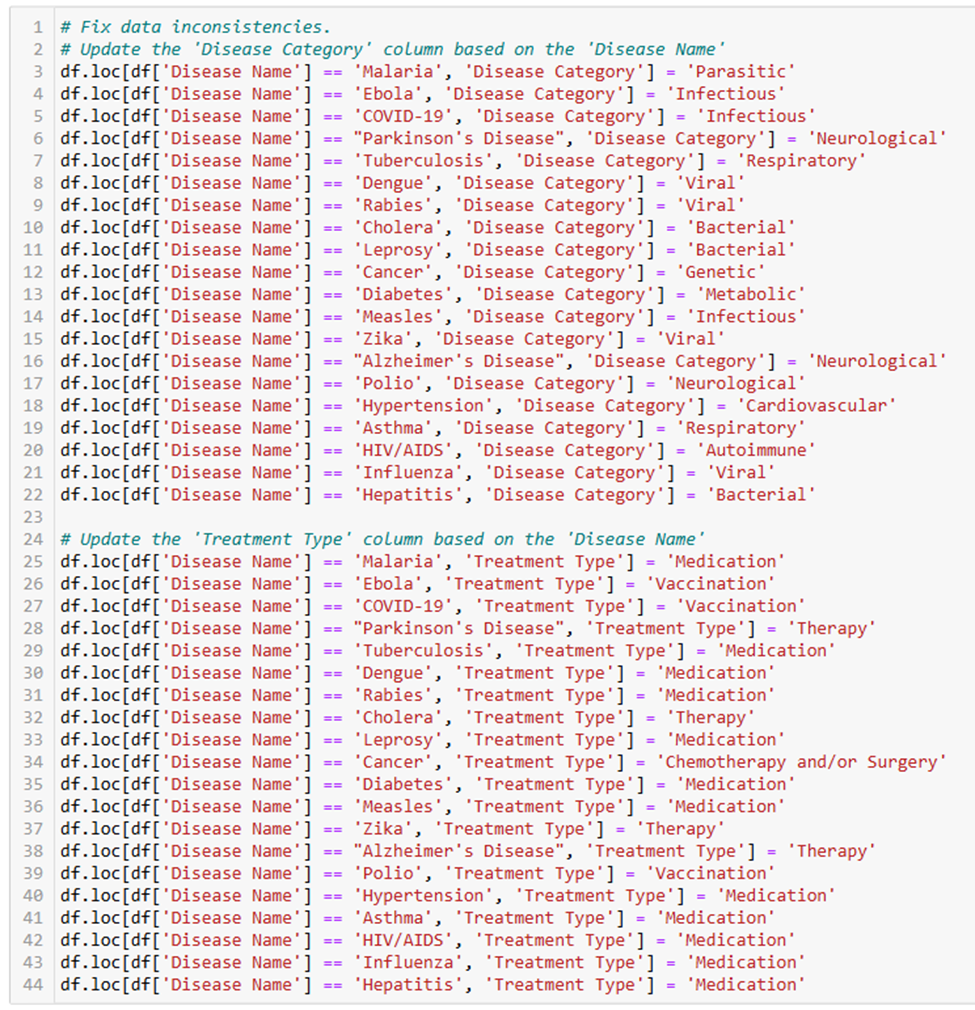 1 # Fix data inconsistencies.
2 # Update the 'Disease Category' column based on the 'Disease Name'
3 df.loc[df['Disease Name'] == 'Malaria', 'Disease Category'] = 'Parasitic'
4 df.loc[df['Disease Name'] == 'Ebola', 'Disease Category'] = 'Infectious'
5 df.loc[df['Disease Name'] == 'COVID-19', 'Disease Category'] = 'Infectious'
6 df.loc[df['Disease Name'] == "Parkinson's Disease", 'Disease Category'] = 'Neurological'
7 df.loc[df['Disease Name'] == 'Tuberculosis', 'Disease Category'] = 'Respiratory'
8 df.loc[df['Disease Name'] == 'Dengue', 'Disease Category'] = 'Viral'
9 df.loc[df['Disease Name'] == 'Rabies', 'Disease Category'] = 'Viral'
10 df.loc[df['Disease Name'] == 'Cholera', 'Disease Category'] = 'Bacterial'
11 df.loc[df['Disease Name'] == 'Leprosy', 'Disease Category'] = 'Bacterial'
12 df.loc[df['Disease Name'] == 'Cancer', 'Disease Category'] = 'Genetic'
13 df.loc[df['Disease Name'] == 'Diabetes', 'Disease Category'] = 'Metabolic'
14 df.loc[df['Disease Name'] == 'Measles', 'Disease Category'] = 'Infectious'
15 df.loc[df['Disease Name'] == 'Zika', 'Disease Category'] = 'Viral'
16 df.loc[df['Disease Name'] == "Alzheimer's Disease", 'Disease Category'] = 'Neurological'
17 df.loc[df['Disease Name'] == 'Polio', 'Disease Category'] = 'Neurological'
18 df.loc[df['Disease Name'] == 'Hypertension', 'Disease Category'] = 'Cardiovascular'
19 df.loc[df['Disease Name'] == 'Asthma', 'Disease Category'] = 'Respiratory'
20 df.loc[df['Disease Name'] == 'HIV/AIDS', 'Disease Category'] = 'Autoimmune'
21 df.loc[df['Disease Name'] == 'Influenza', 'Disease Category'] = 'Viral'
22 df.loc[df['Disease Name'] == 'Hepatitis', 'Disease Category'] = 'Bacterial'
23
24 # Update the 'Treatment Type' column based on the 'Disease Name'
25 df.loc[df['Disease Name'] == 'Malaria', 'Treatment Type'] = 'Medication'
26 df.loc[df['Disease Name'] == 'Ebola', 'Treatment Type'] = 'Vaccination'
27 df.loc[df['Disease Name'] == 'COVID-19', 'Treatment Type'] = 'Vaccination'
28 df.loc[df['Disease Name'] == "Parkinson's Disease", 'Treatment Type'] = 'Therapy'
29 df.loc[df['Disease Name'] == 'Tuberculosis', 'Treatment Type'] = 'Medication'
30 df.loc[df['Disease Name'] == 'Dengue', 'Treatment Type'] = 'Medication'
31 df.loc[df['Disease Name'] == 'Rabies', 'Treatment Type'] = 'Medication'
32 df.loc[df['Disease Name'] == 'Cholera', 'Treatment Type'] = 'Therapy'
33 df.loc[df['Disease Name'] == 'Leprosy', 'Treatment Type'] = 'Medication'
34 df.loc[df['Disease Name'] == 'Cancer', 'Treatment Type'] = 'Chemotherapy and/or Surgery'
35 df.loc[df['Disease Name'] == 'Diabetes', 'Treatment Type'] = 'Medication'
36 df.loc[df['Disease Name'] == 'Measles', 'Treatment Type'] = 'Medication'
37 df.loc[df['Disease Name'] == 'Zika', 'Treatment Type'] = 'Therapy'
38 df.loc[df['Disease Name'] == "Alzheimer's Disease", 'Treatment Type'] = 'Therapy'
39 df.loc[df['Disease Name'] == 'Polio', 'Treatment Type'] = 'Vaccination'
40 df.loc[df['Disease Name'] == 'Hypertension', 'Treatment Type'] = 'Medication'
41 df.loc[df['Disease Name'] == 'Asthma', 'Treatment Type'] = 'Medication'
42 df.loc[df['Disease Name'] == 'HIV/AIDS', 'Treatment Type'] = 'Medication'
43 df.loc[df['Disease Name'] == 'Influenza', 'Treatment Type'] = 'Medication'
44 df.loc[df['Disease Name'] == 'Hepatitis', 'Treatment Type'] = 'Medication'